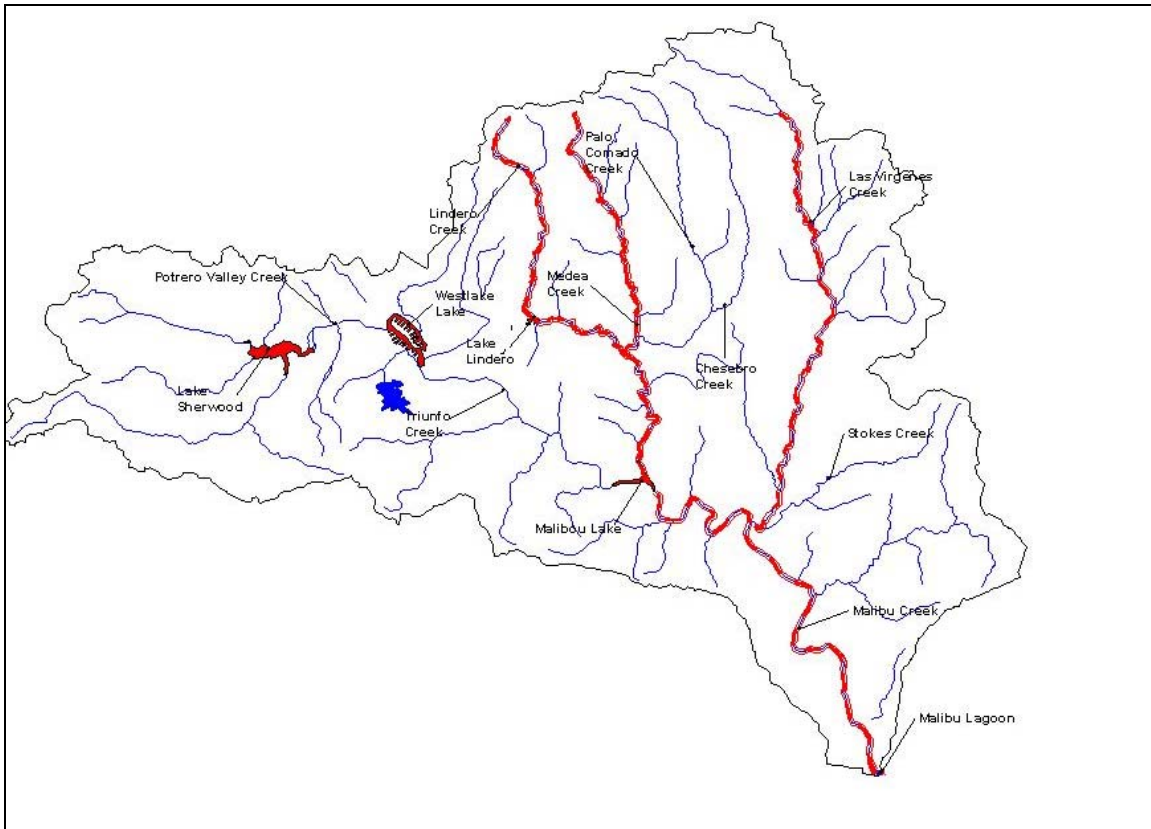 Palo
Comado
Creek
Las Virgenes
Creek
Lindero
Creek
Potrero Valley Creek
Medea
Creek
Westlake
Lake
Lake
Lindero
Chesebro
Creek
Lake
Sherwood
Triunfo
Creek
Stokes Creek
Malibou Lake
Malibu Creek
Malibu Lagoon